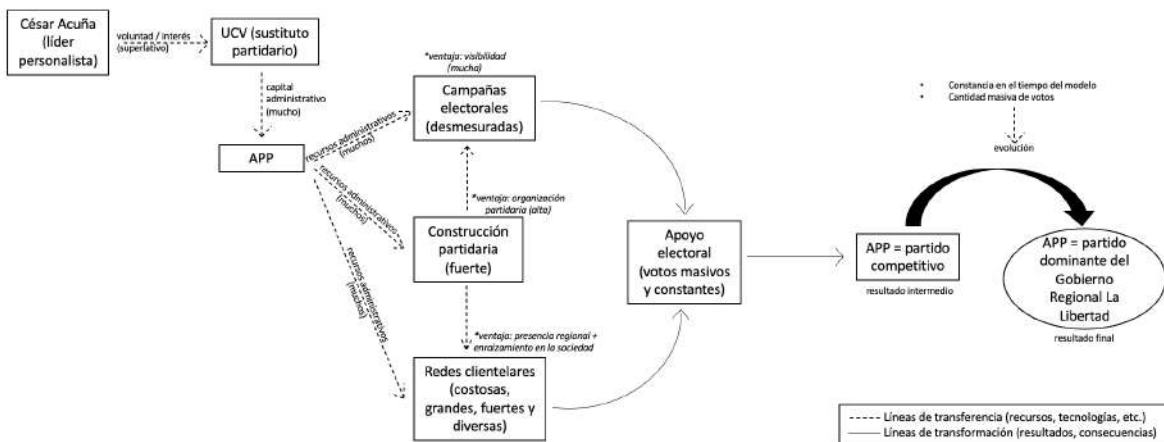 César Acuña
(líder
personalista)
voluntad / interés
(superlativo)
UCV (sustituto
partidario)
capital
administrativo
(mucho)
APP
recursos administrativos
(muchos)
recursos administrativos
(muchos)
recursos administrativos
(muchos)
*ventaja: visibilidad
(mucha)
Campañas
electorales
(desmesuradas)
*ventaja: organización
partidaria (alta)
Construcción
partidaria
(fuerte)
*ventaja: presencia regional +
enraizamiento en la sociedad
Redes clientelares
(costosas,
grandes, fuertes y
diversas)
Apoyo
electoral
(votos masivos
y constantes)
APP = partido
competitivo
resultado intermedio
• Constancia en el tiempo del modelo
• Cantidad masiva de votos
evolución
APP = partido
dominante del
Gobierno
Regional La
Libertad
resultado final
Líneas de transferencia (recursos, tecnologías, etc.)
Líneas de transformación (resultados, consecuencias)